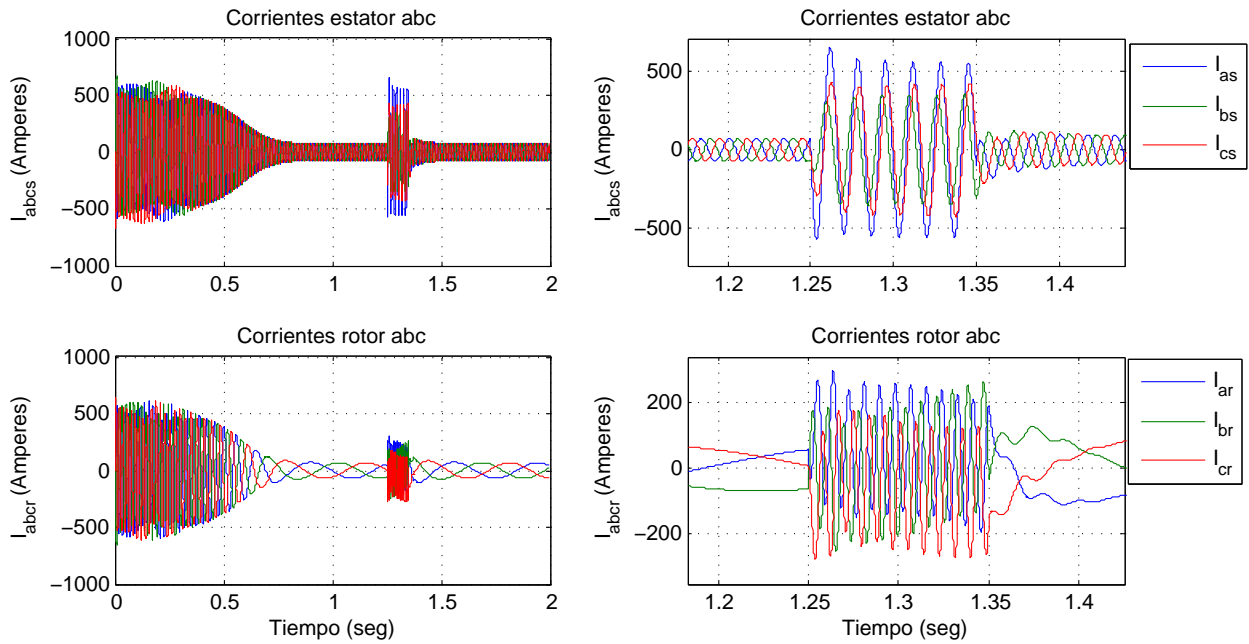 Corrientes estator abc
1000
500
0
−500
−1000
I_abcs (Amperes)
0 0.5 1 1.5 2
Corrientes estator abc
500
0
−500
I_abcs (Amperes)
1.2 1.25 1.3 1.35 1.4
I_as
I_bs
I_cs
Corrientes rotor abc
1000
500
0
−500
−1000
I_abcr (Amperes)
0 0.5 1 1.5 2
Tiempo (seg)
Corrientes rotor abc
200
0
−200
I_abcr (Amperes)
1.2 1.25 1.3 1.35 1.4
Tiempo (seg)
I_ar
I_br
I_cr